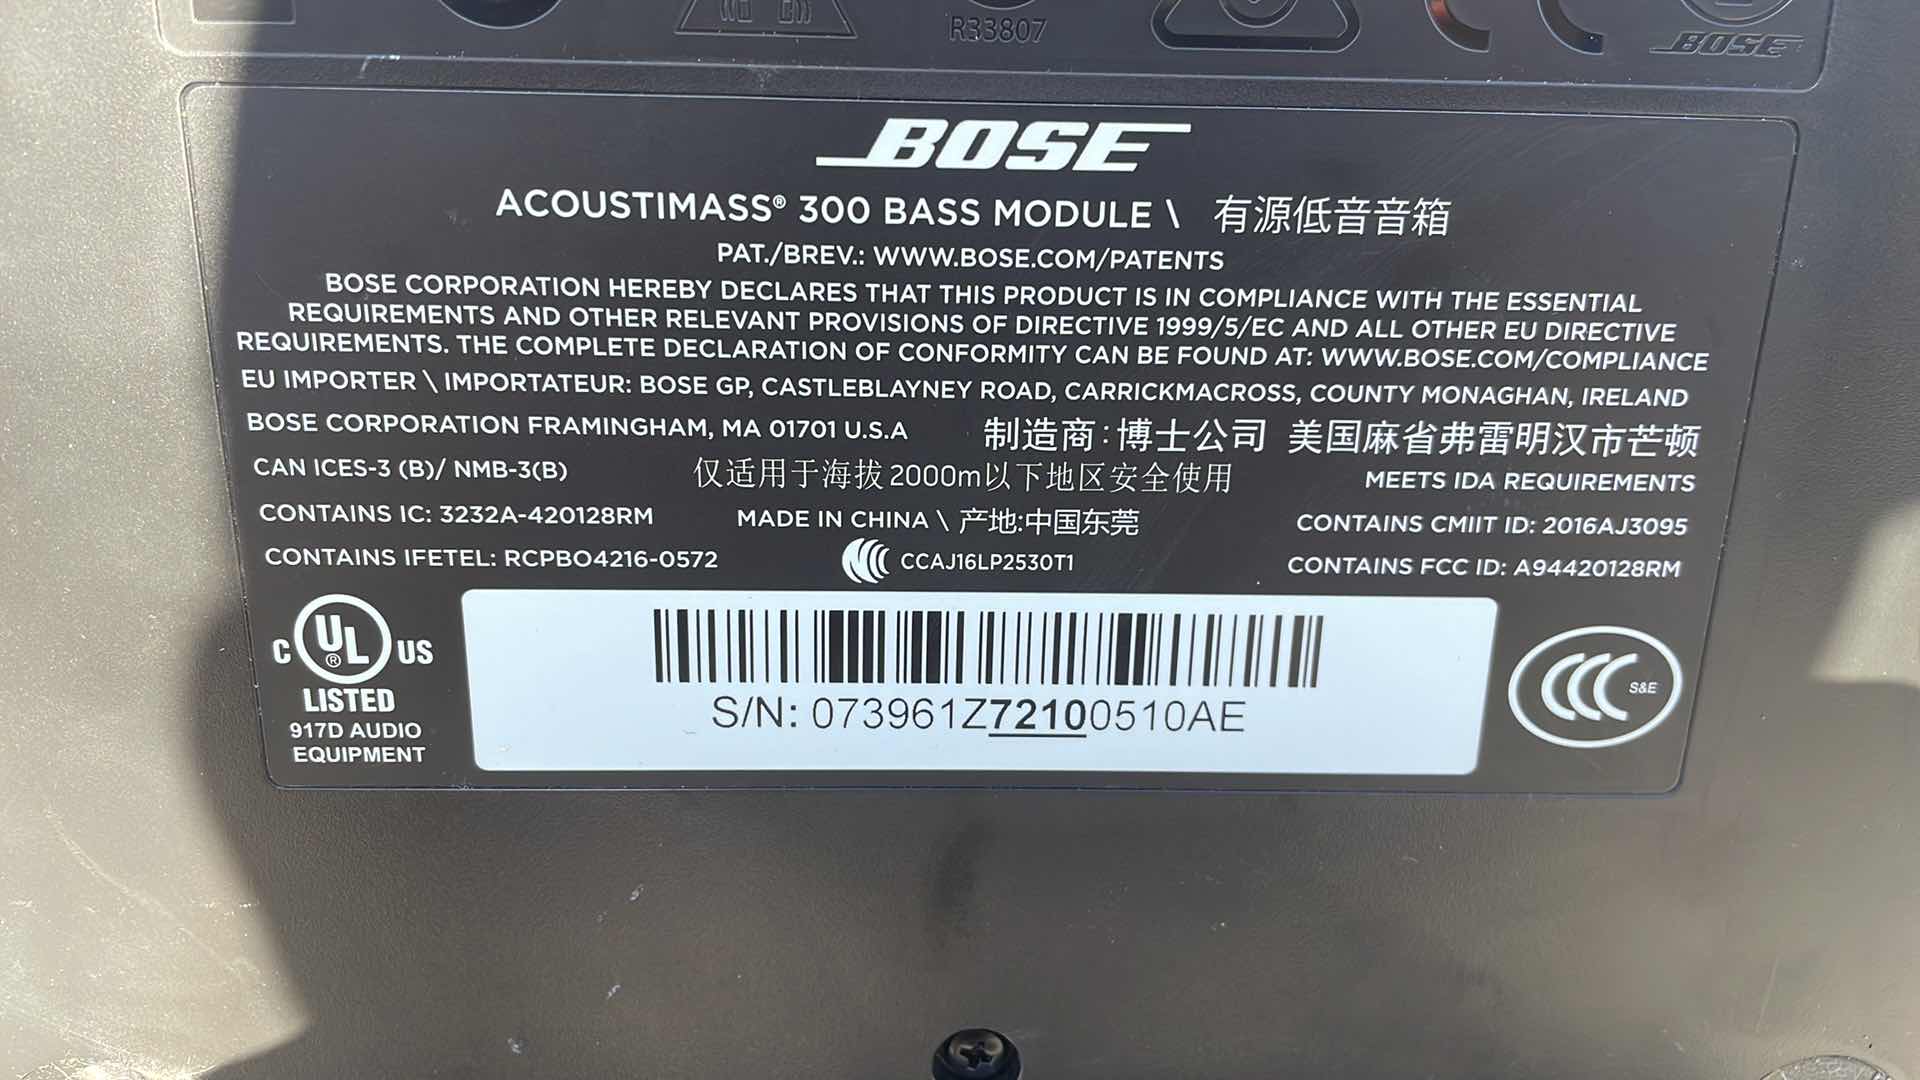 R33807
BOSE
BOSE
ACOUSTIMASS® 300 BASS MODULE \ 有源低音音箱
PAT./BREV.: WWW.BOSE.COM/PATENTS
BOSE CORPORATION HEREBY DECLARES THAT THIS PRODUCT IS IN COMPLIANCE WITH THE ESSENTIAL
REQUIREMENTS AND OTHER RELEVANT PROVISIONS OF DIRECTIVE 1999/5/EC AND ALL OTHER EU DIRECTIVE
REQUIREMENTS. THE COMPLETE DECLARATION OF CONFORMITY CAN BE FOUND AT: WWW.BOSE.COM/COMPLIANCE
EU IMPORTER \ IMPORTATEUR: BOSE GP, CASTLEBLAYNEY ROAD, CARRICKMACROSS, COUNTY MONAGHAN, IRELAND
BOSE CORPORATION FRAMINGHAM, MA 01701 U.S.A 制造商:博士公司 美国麻省弗雷明汉市芒顿
CAN ICES-3 (B)/ NMB-3(B) 仅适用于海拔2000m以下地区安全使用 MEETS IDA REQUIREMENTS
CONTAINS IC: 3232A-420128RM MADE IN CHINA \ 产地:中国东莞 CONTAINS CMIIT ID: 2016AJ3095
CONTAINS IFETEL: RCPBO4216-0572 CCAJ16LP2530T1 CONTAINS FCC ID: A94420128RM
C UL® US
LISTED
917D AUDIO
EQUIPMENT
S/N: 073961Z72100510AE
CCC S&E